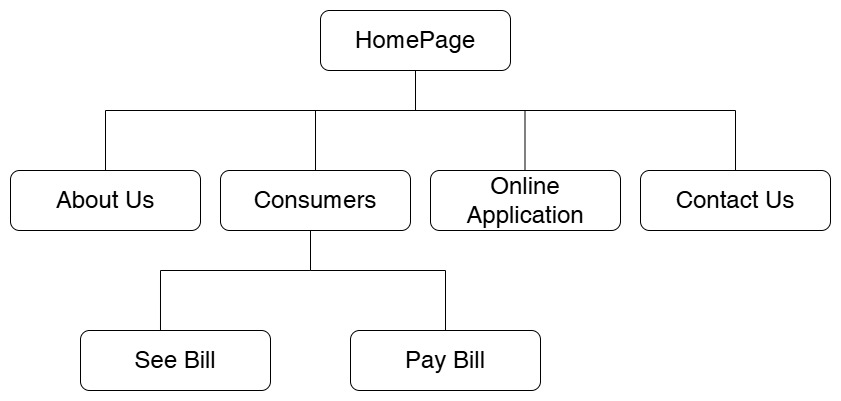 HomePage
About Us
Consumers
Online
Application
Contact Us
See Bill
Pay Bill